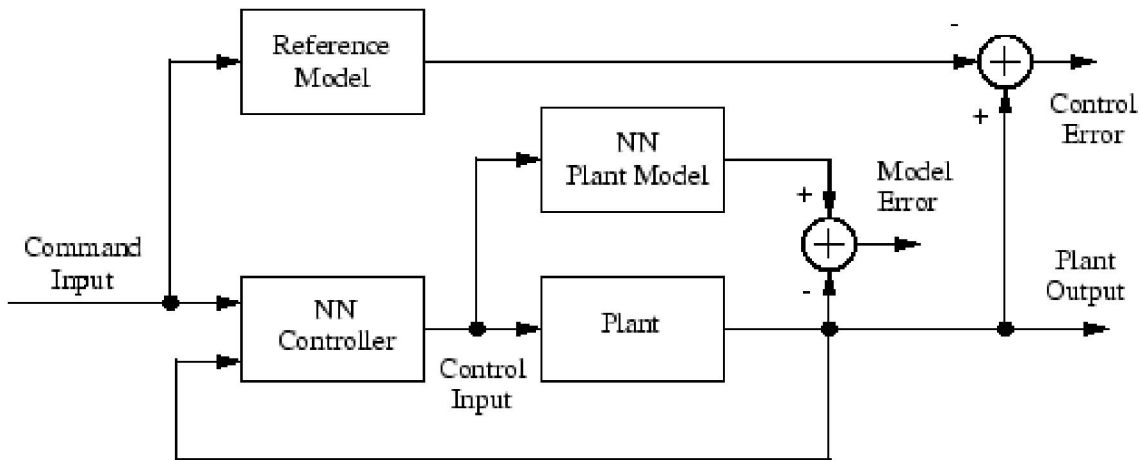 Reference
Model
-
+
Control
Error
NN
Plant Model
+
Model
Error
-
Command
Input
NN
Controller
Control
Input
Plant
Plant
Output